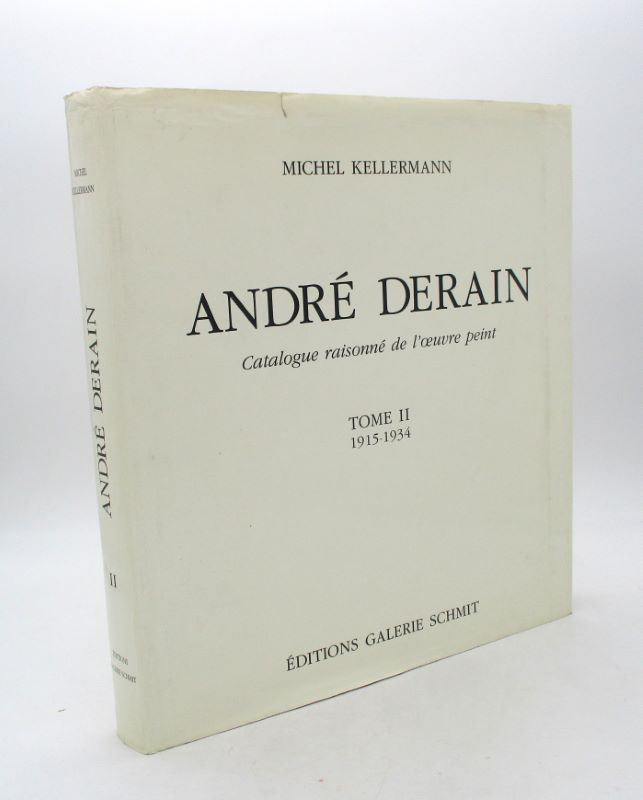 MICHEL KELLERMANN
ANDRÉ DERAIN
Catalogue raisonné de l'œuvre peint
TOME II
1915-1934
ÉDITIONS GALERIE SCHMIT
MICHEL
KELLERMANN
ANDRÉ DERAIN
II
ÉDITIONS
GALERIE SCHMIT